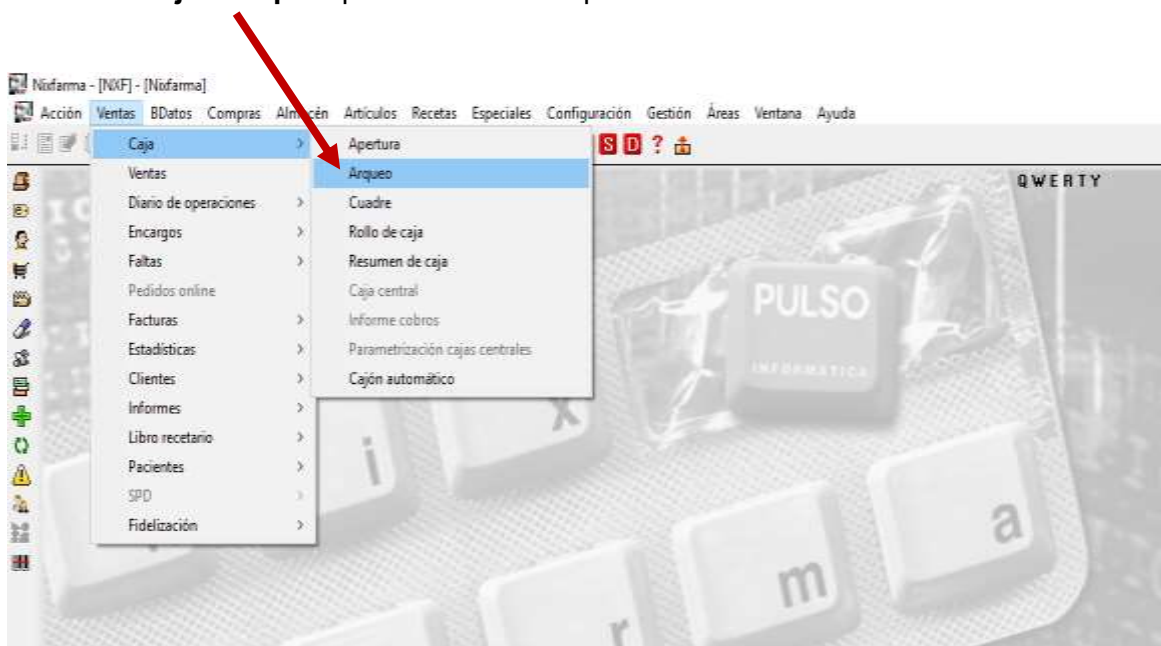 Nixfarma - [NXF] - [Nixfarma]
Acción Ventas BDatos Compras Almacén Artículos Recetas Especiales Configuración Gestión Áreas Ventana Ayuda
Caja
Ventas
Diario de operaciones
Encargos
Faltas
Pedidos online
Facturas
Estadísticas
Clientes
Informes
Libro recetario
Pacientes
SPD
Fidelización
Apertura
Arqueo
Cuadre
Rollo de caja
Resumen de caja
Caja central
Informe cobros
Parametrización cajas centrales
Cajón automático
S D ?
QWERTY
PULSO
INFORMATICA
i
x
f
a
r
m
a